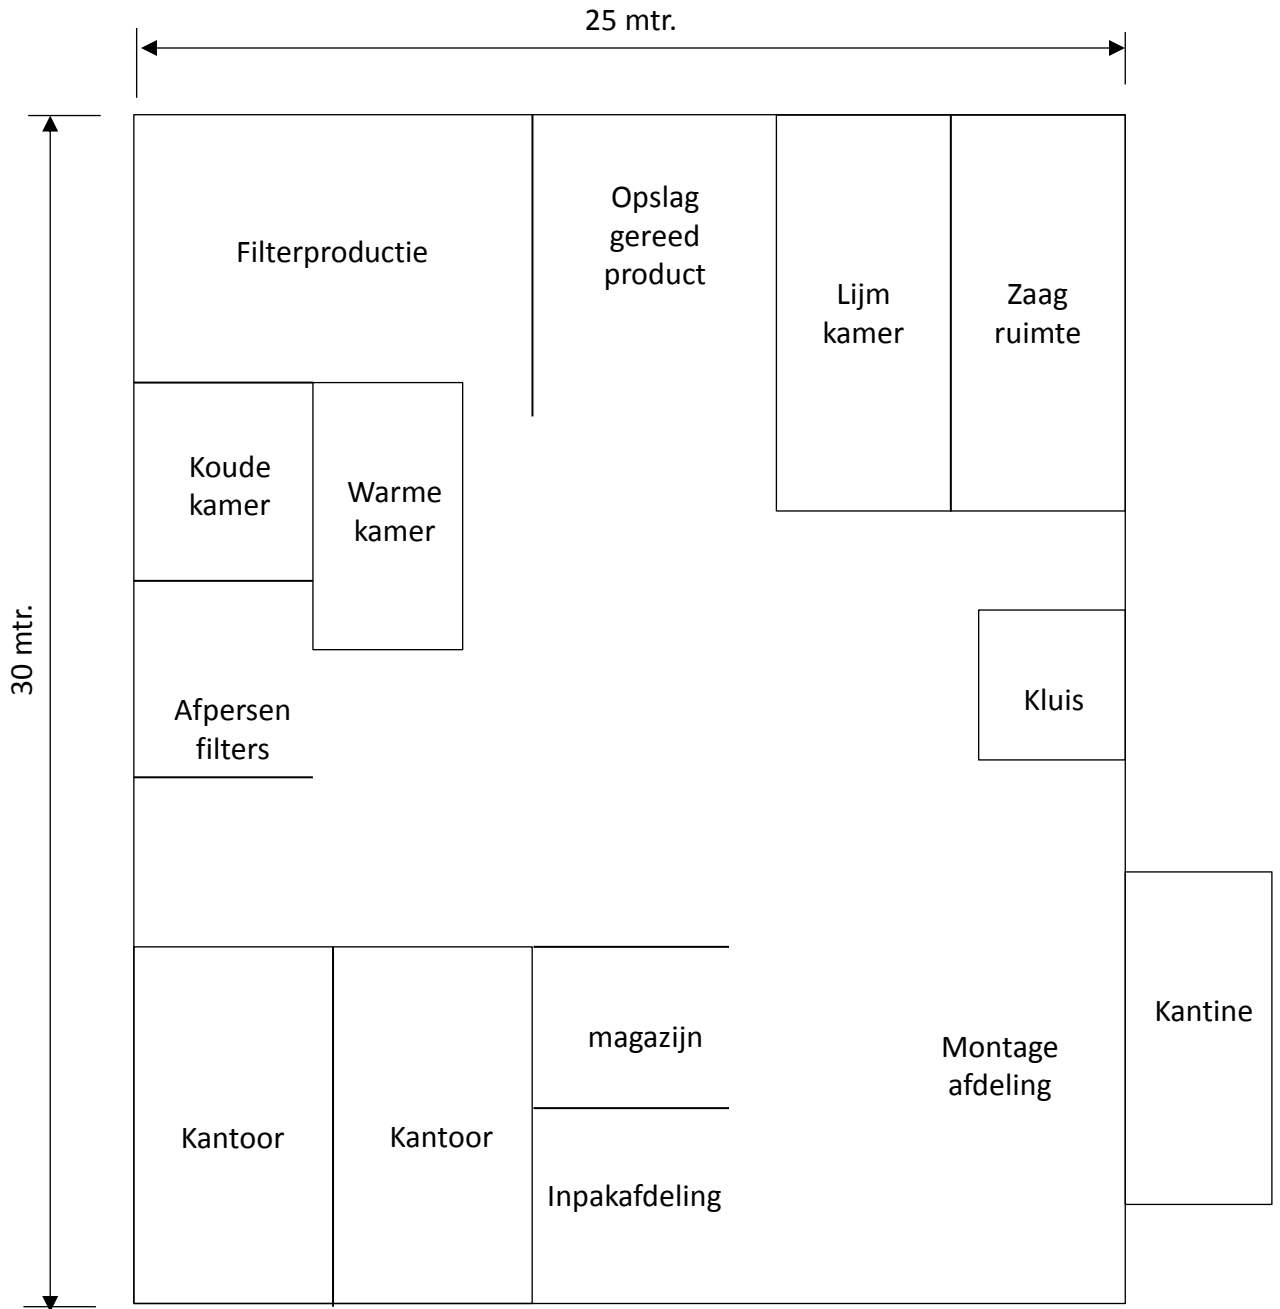 25 mtr.
30 mtr.
Filterproductie
Opslag
gereed
product
Lijm
kamer
Zaag
ruimte
Koude
kamer
Warme
kamer
Afpersen
filters
Kluis
Kantoor
Kantoor
magazijn
Inpakafdeling
Montage
afdeling
Kantine